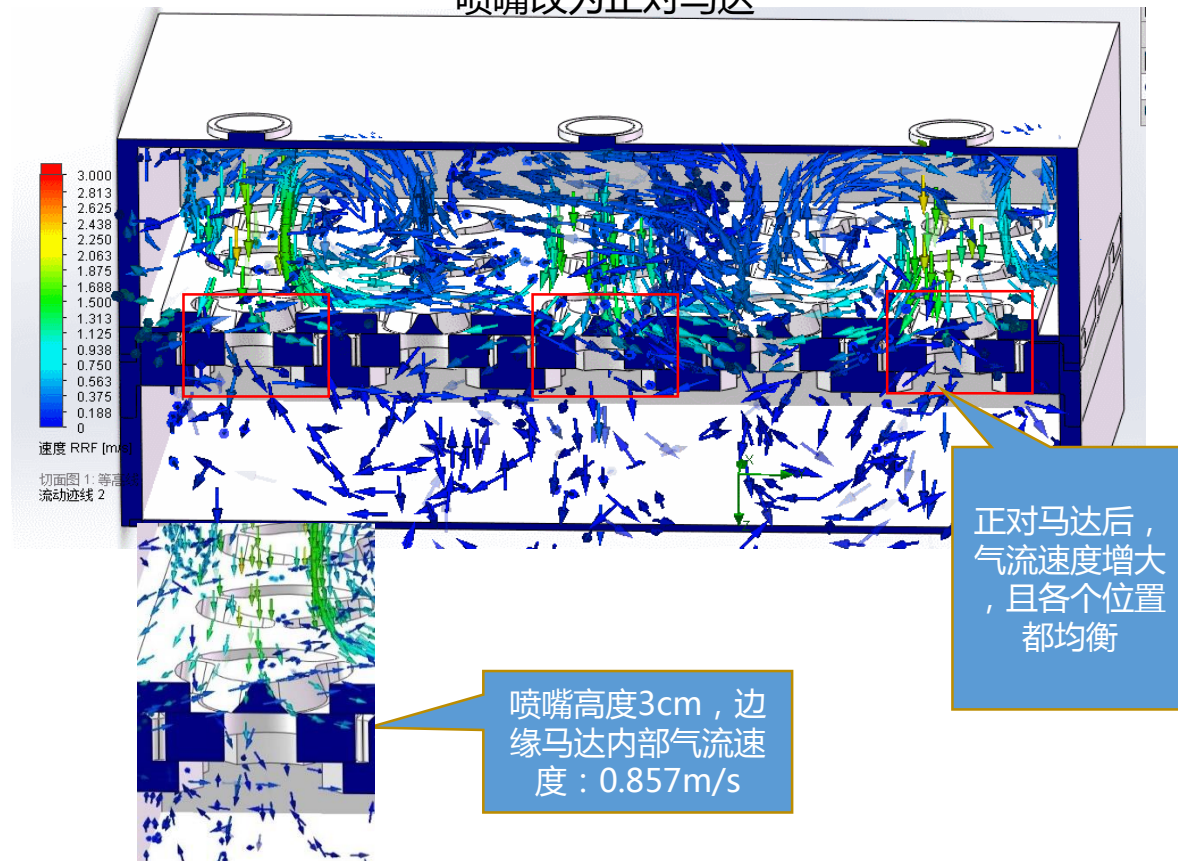 喷嘴改为正对马达
3.000
2.813
2.625
2.438
2.250
2.063
1.875
1.688
1.500
1.313
1.125
0.938
0.750
0.563
0.375
0.188
0
速度 RRF [m/s]
切面图 1: 等高
流动迹线 2
正对马达后，
气流速度增大
，且各个位置
都均衡
喷嘴高度3cm，边
缘马达内部气流速
度：0.857m/s